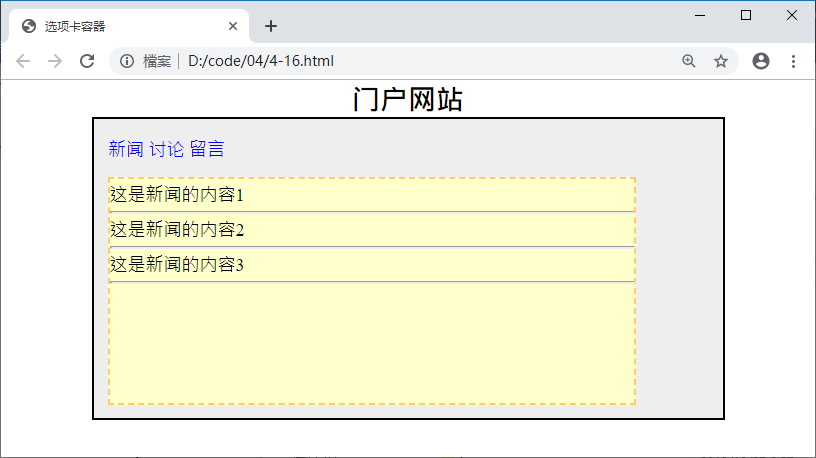 选项卡容器
檔案 D:/code/04/4-16.html
门户网站
新闻 讨论 留言
这是新闻的内容1
这是新闻的内容2
这是新闻的内容3